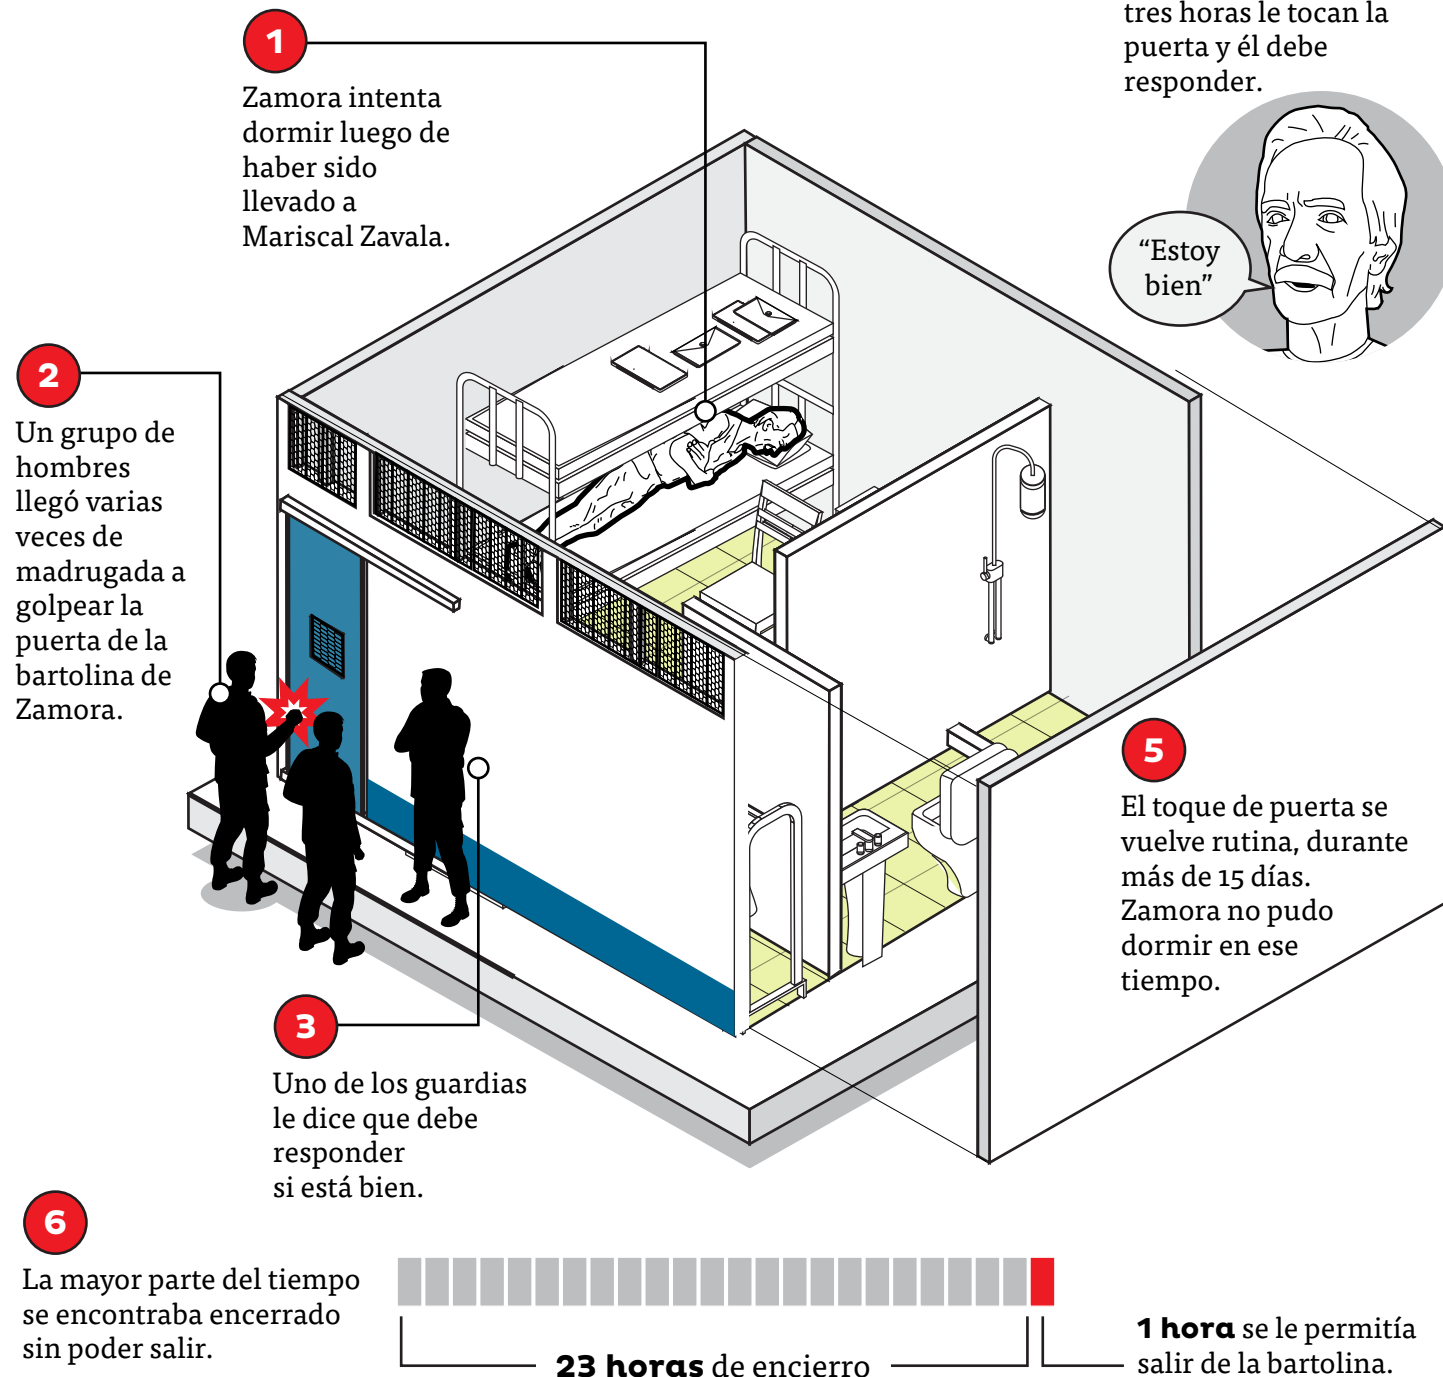 1
Zamora intenta
dormir luego de
haber sido
llevado a
Mariscal Zavala.
2
Un grupo de
hombres
llegó varias
veces de
madrugada a
golpear la
puerta de la
bartolina de
Zamora.
3
Uno de los guardias
le dice que debe
responder
si está bien.
tres horas le tocan la
puerta y él debe
responder.
“Estoy
bien”
5
El toque de puerta se
vuelve rutina, durante
más de 15 días.
Zamora no pudo
dormir en ese
tiempo.
6
La mayor parte del tiempo
se encontraba encerrado
sin poder salir.
23 horas de encierro
1 hora se le permitía
salir de la bartolina.